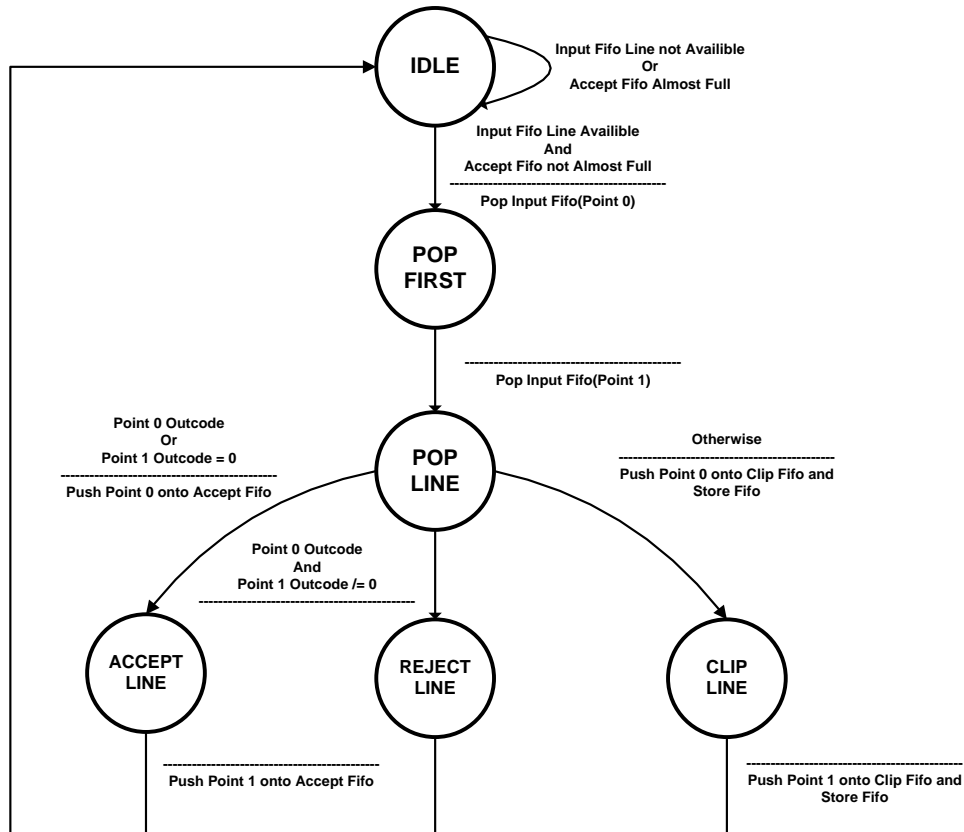 IDLE
Input Fifo Line not Availible
Or
Accept Fifo Almost Full
Input Fifo Line Availible
And
Accept Fifo not Almost Full
---------------------------------------------
Pop Input Fifo(Point 0)
POP
FIRST
---------------------------------------------
Pop Input Fifo(Point 1)
Point 0 Outcode
Or
Point 1 Outcode = 0
---------------------------------------------
Push Point 0 onto Accept Fifo
POP
LINE
Otherwise
---------------------------------------------
Push Point 0 onto Clip Fifo and
Store Fifo
Point 0 Outcode
And
Point 1 Outcode /= 0
---------------------------------------------
ACCEPT
LINE
REJECT
LINE
CLIP
LINE
---------------------------------------------
Push Point 1 onto Accept Fifo
---------------------------------------------
Push Point 1 onto Clip Fifo and
Store Fifo